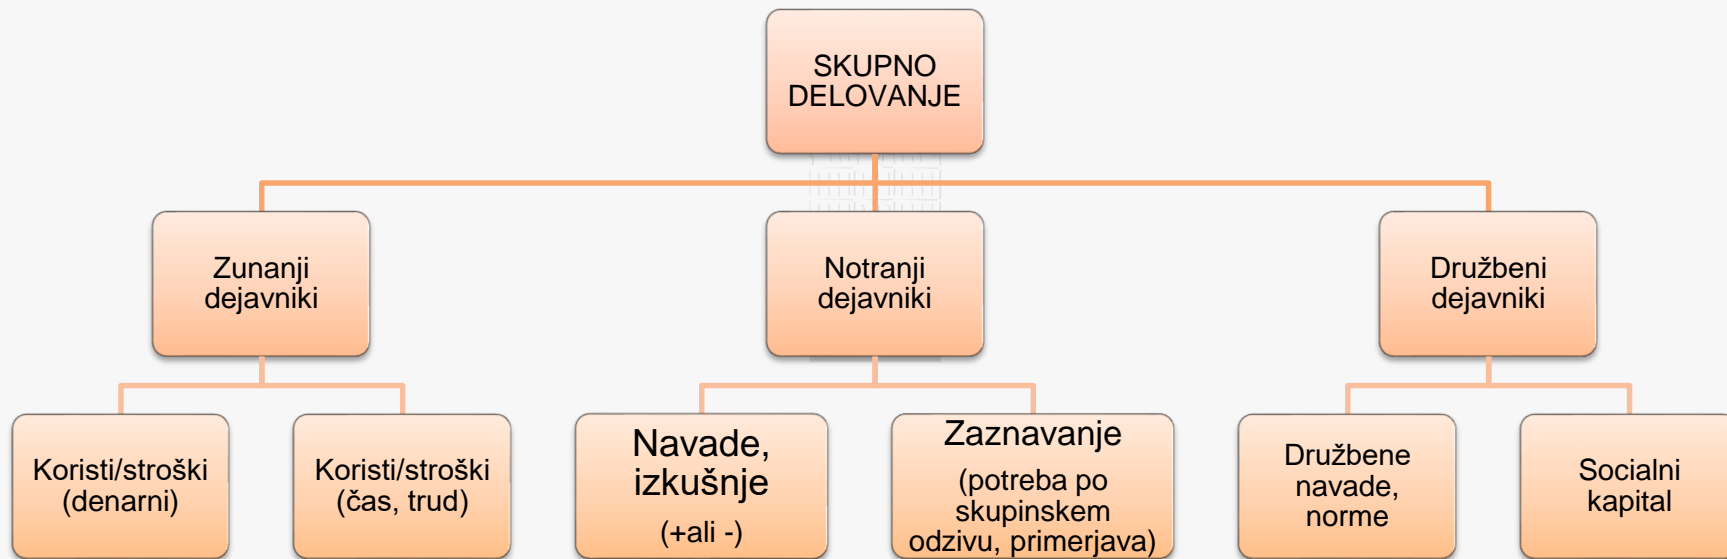 SKUPNO
DELOVANJE
Zunanji
dejavniki
Notranji
dejavniki
Družbeni
dejavniki
Koristi/stroški
(denarni)
Koristi/stroški
(čas, trud)
Navade,
izkušnje
(+ali -)
Zaznavanje
(potreba po
skupinskem
odzivu, primerjava)
Družbene
navade,
norme
Socialni
kapital